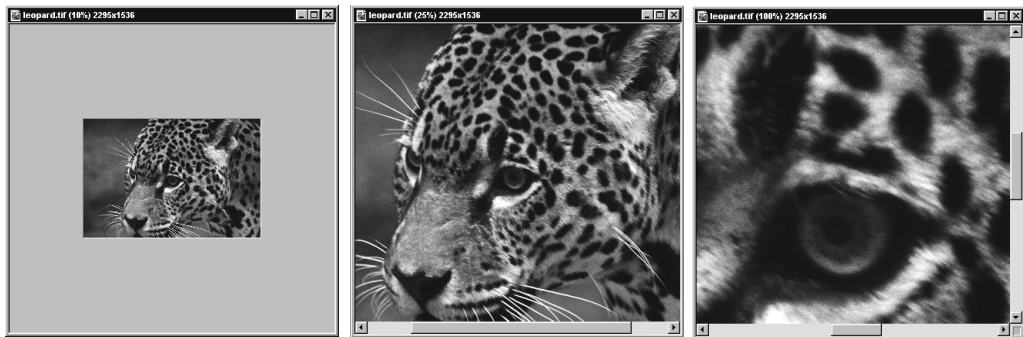 leopard.tif (10%) 2295x1536
leopard.tif (25%) 2295x1536
leopard.tif (100%) 2295x1536